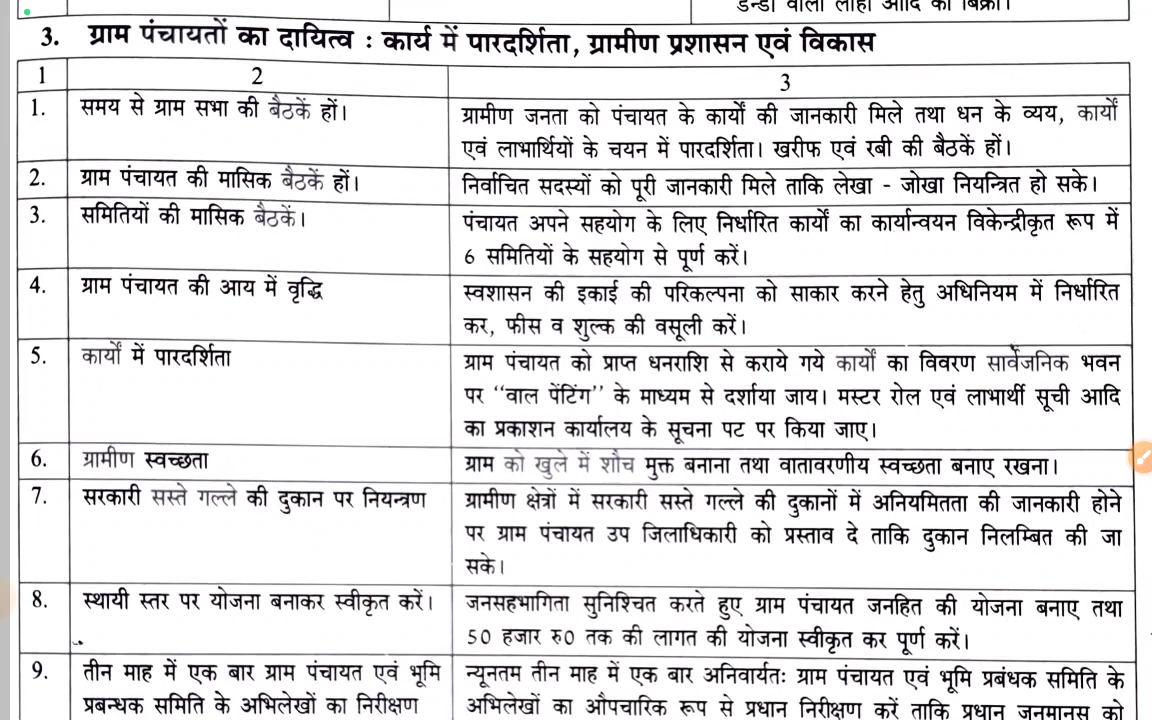 डन्डी वाली लोहा आदि की बिक्री।
3. ग्राम पंचायतों का दायित्व : कार्य में पारदर्शिता, ग्रामीण प्रशासन एवं विकास
1 2 3
1. समय से ग्राम सभा की बैठकें हों। ग्रामीण जनता को पंचायत के कार्यों की जानकारी मिले तथा धन के व्यय, कार्यों
एवं लाभार्थियों के चयन में पारदर्शिता। खरीफ एवं रबी की बैठकें हों।
2. ग्राम पंचायत की मासिक बैठकें हों। निर्वाचित सदस्यों को पूरी जानकारी मिले ताकि लेखा - जोखा नियन्त्रित हो सके।
3. समितियों की मासिक बैठकें। पंचायत अपने सहयोग के लिए निर्धारित कार्यों का कार्यान्वयन विकेन्द्रीकृत रूप में
6 समितियों के सहयोग से पूर्ण करें।
4. ग्राम पंचायत की आय में वृद्धि स्वशासन की इकाई की परिकल्पना को साकार करने हेतु अधिनियम में निर्धारित
कर, फीस व शुल्क की वसूली करें।
5. कार्यों में पारदर्शिता ग्राम पंचायत को प्राप्त धनराशि से कराये गये कार्यों का विवरण सार्वजनिक भवन
पर ‘‘वाल पेंटिंग’’ के माध्यम से दर्शाया जाय। मस्टर रोल एवं लाभार्थी सूची आदि
का प्रकाशन कार्यालय के सूचना पट पर किया जाए।
6. ग्रामीण स्वच्छता ग्राम को खुले में शौच मुक्त बनाना तथा वातावरणीय स्वच्छता बनाए रखना।
7. सरकारी सस्ते गल्ले की दुकान पर नियन्त्रण ग्रामीण क्षेत्रों में सरकारी सस्ते गल्ले की दुकानों में अनियमितता की जानकारी होने
पर ग्राम पंचायत उप जिलाधिकारी को प्रस्ताव दे ताकि दुकान निलम्बित की जा
सके।
8. स्थायी स्तर पर योजना बनाकर स्वीकृत करें। जनसहभागिता सुनिश्चित करते हुए ग्राम पंचायत जनहित की योजना बनाए तथा
50 हजार रु0 तक की लागत की योजना स्वीकृत कर पूर्ण करें।
9. तीन माह में एक बार ग्राम पंचायत एवं भूमि न्यूनतम तीन माह में एक बार अनिवार्यतः ग्राम पंचायत एवं भूमि प्रबंधक समिति के
प्रबन्धक समिति के अभिलेखों का निरीक्षण अभिलेखों का औपचारिक रूप से प्रधान निरीक्षण करें ताकि प्रधान जनमानस को